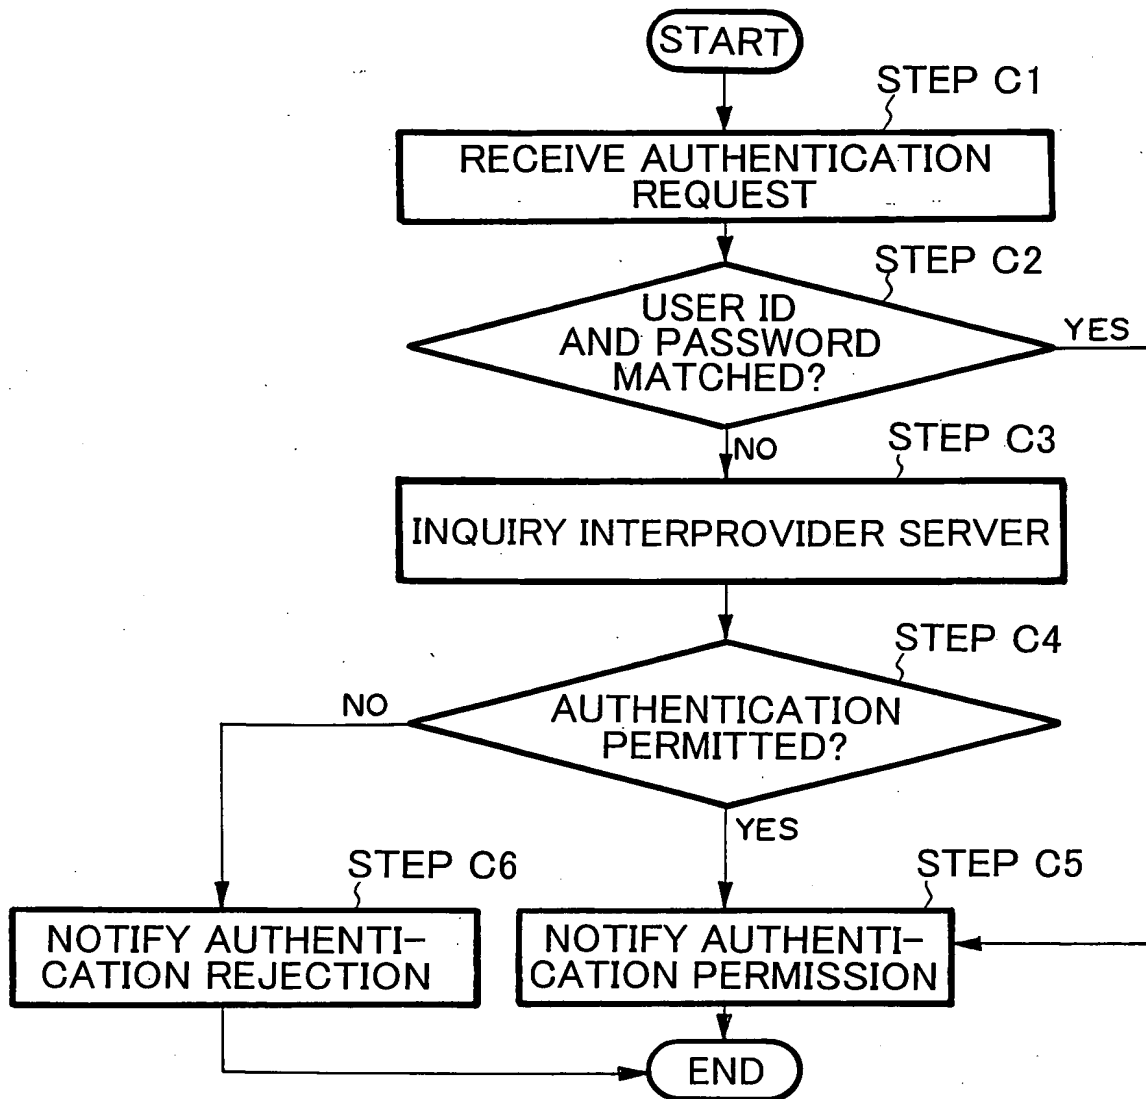 START
STEP C1
RECEIVE AUTHENTICATION
REQUEST
STEP C2
USER ID
AND PASSWORD
MATCHED?
YES
NO
STEP C3
INQUIRY INTERPROVIDER SERVER
STEP C4
AUTHENTICATION
PERMITTED?
NO
YES
STEP C6
NOTIFY AUTHENTI-
CATION REJECTION
STEP C5
NOTIFY AUTHENTI-
CATION PERMISSION
END